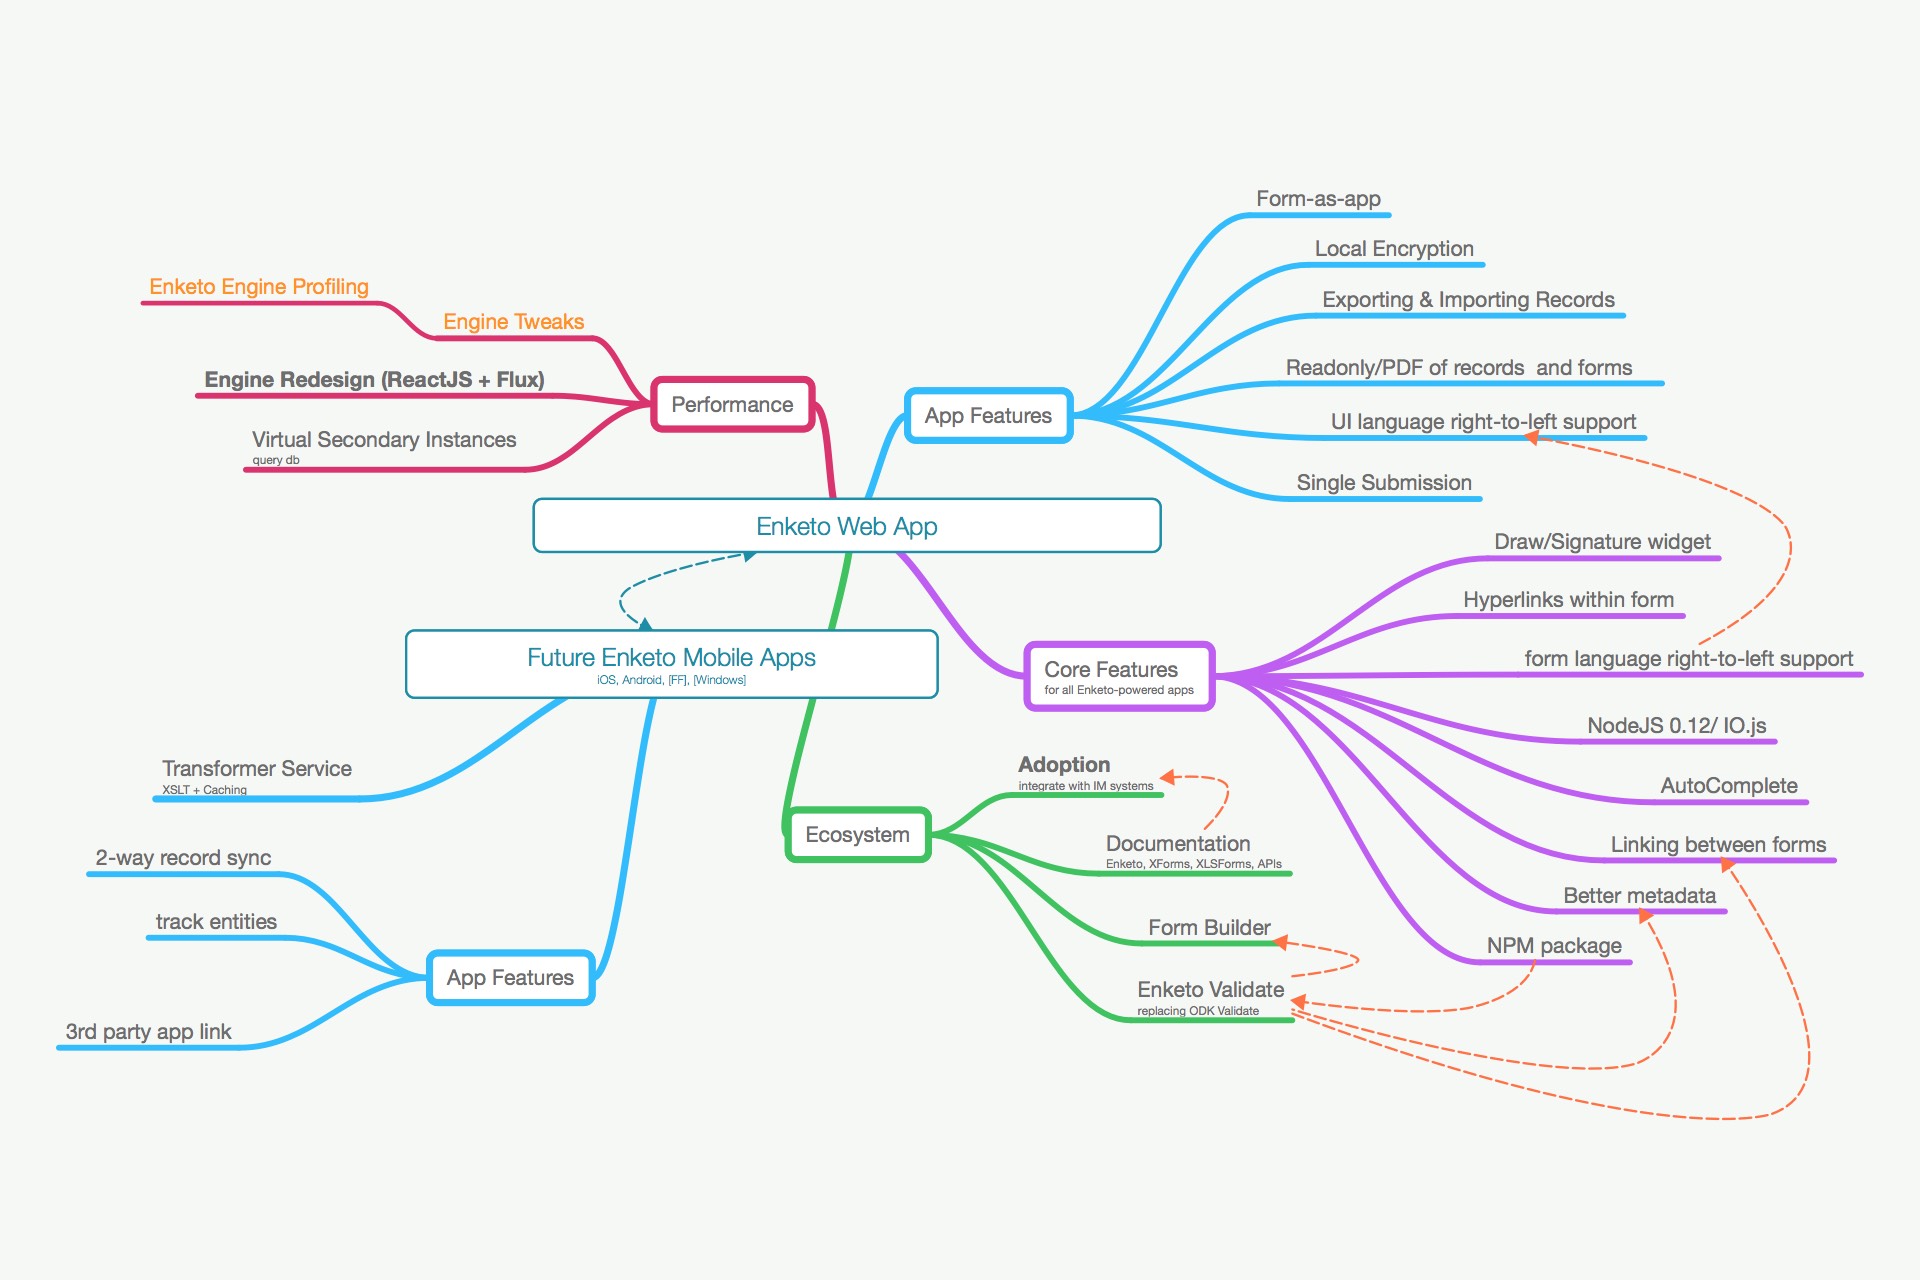 Form-as-app
Local Encryption
Enketo Engine Profiling
Exporting & Importing Records
Engine Tweaks
Readonly/PDF of records  and forms
Engine Redesign (ReactJS + Flux)
Performance
App Features
UI language right-to-left support
Virtual Secondary Instances
query db
Single Submission
Enketo Web App
Draw/Signature widget
Hyperlinks within form
Future Enketo Mobile Apps
iOS, Android, [FF], [Windows]
Core Features
for all Enketo-powered apps
form language right-to-left support
NodeJS 0.12/ IO.js
Transformer Service
XSLT + Caching
Adoption
integrate with IM systems
AutoComplete
Ecosystem
Documentation
Enketo, XForms, XLSForms, APIs
Linking between forms
2-way record sync
Better metadata
track entities
Form Builder
NPM package
App Features
Enketo Validate
replacing ODK Validate
3rd party app link